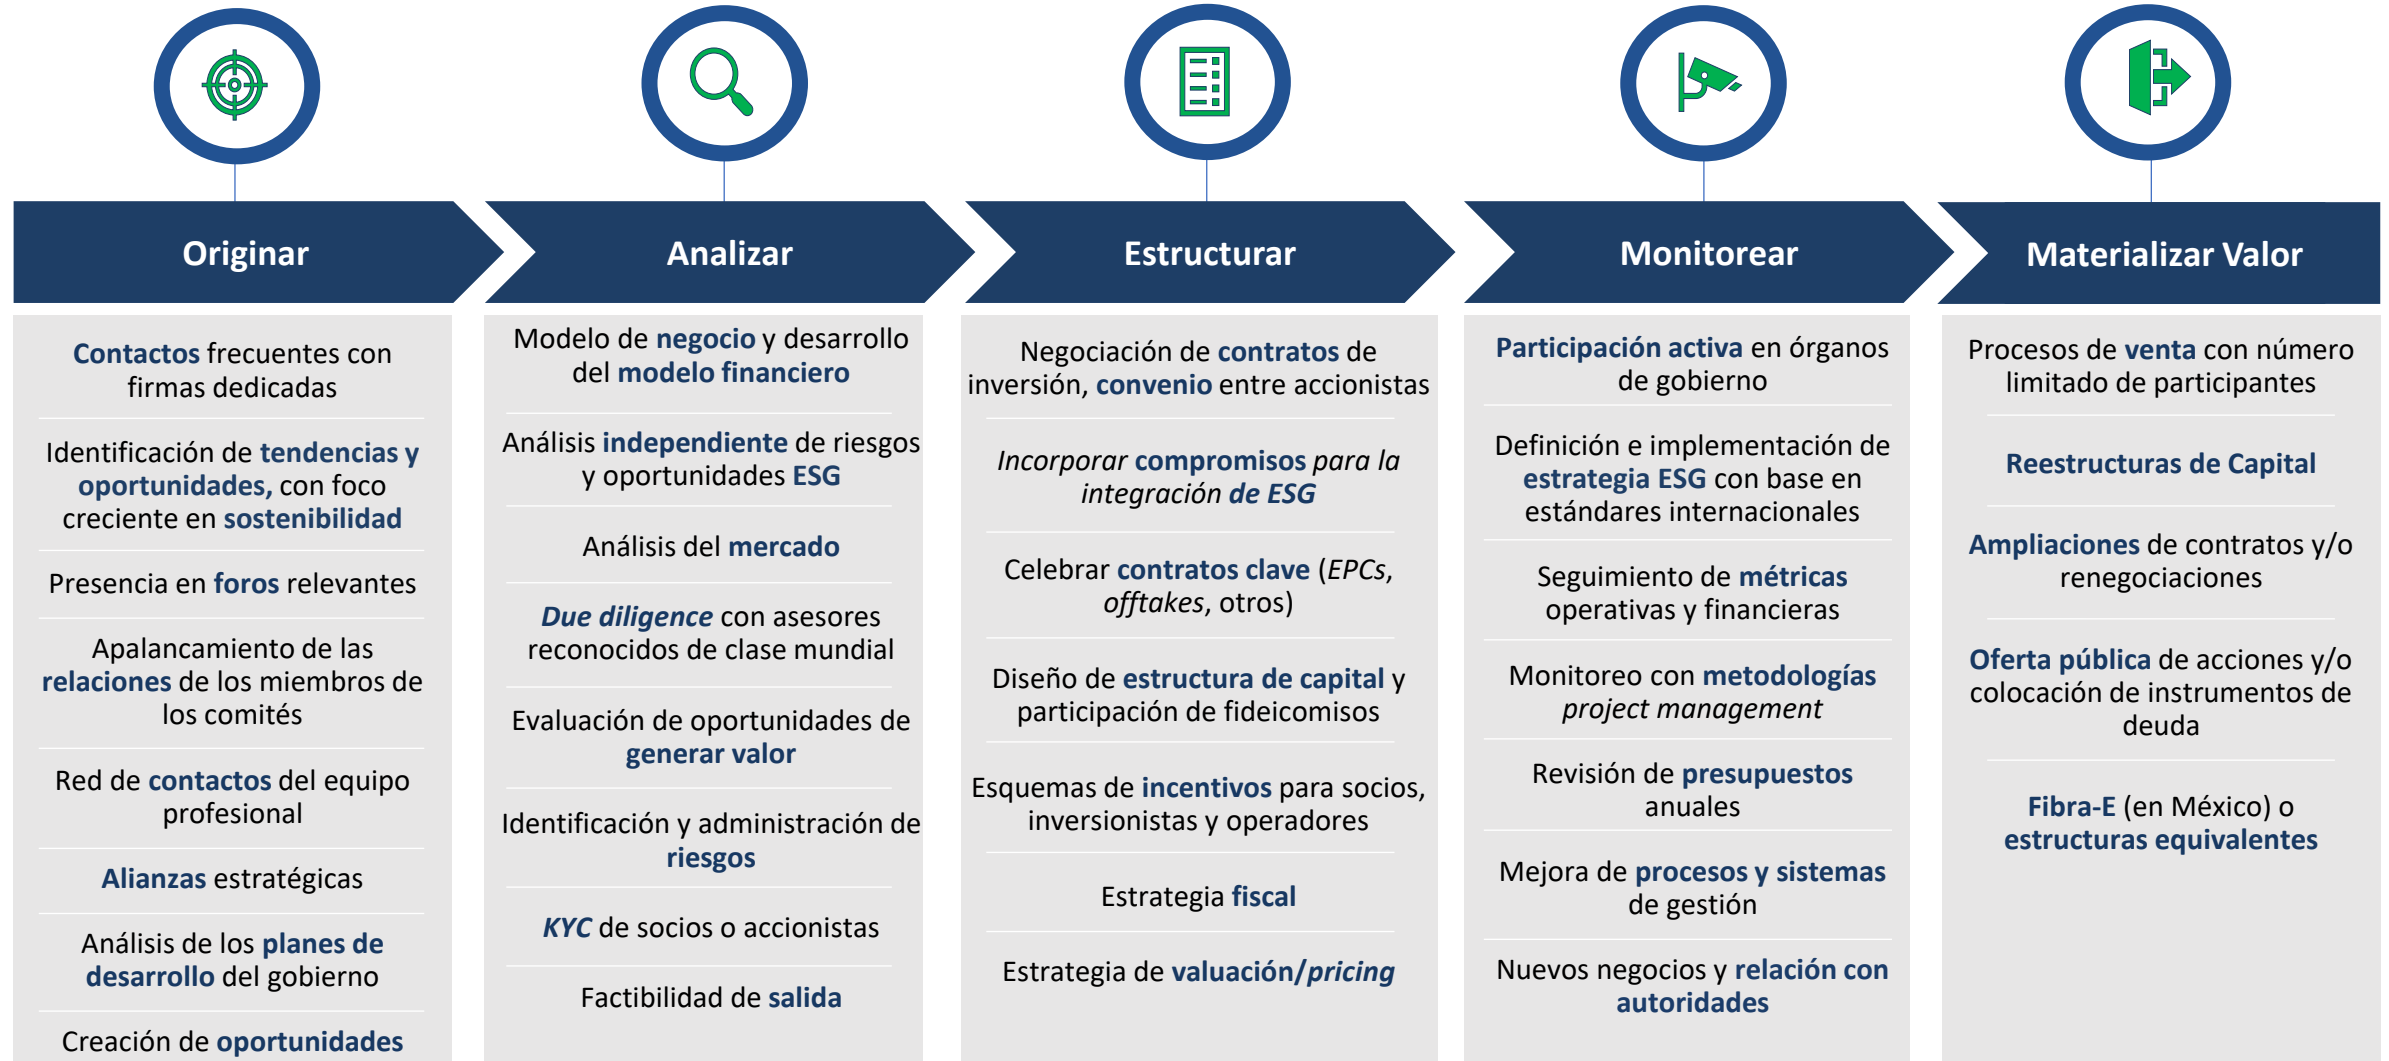 Originar
Contactos frecuentes con
firmas dedicadas
Identificación de tendencias y
oportunidades, con foco
creciente en sostenibilidad
Presencia en foros relevantes
Apalancamiento de las
relaciones de los miembros de
los comités
Red de contactos del equipo
profesional
Alianzas estratégicas
Análisis de los planes de
desarrollo del gobierno
Creación de oportunidades
Analizar
Modelo de negocio y desarrollo
del modelo financiero
Análisis independiente de riesgos
y oportunidades ESG
Análisis del mercado
Due diligence con asesores
reconocidos de clase mundial
Evaluación de oportunidades de
generar valor
Identificación y administración de
riesgos
KYC de socios o accionistas
Factibilidad de salida
Estructurar
Negociación de contratos de
inversión, convenio entre accionistas
Incorporar compromisos para la
integración de ESG
Celebrar contratos clave (EPCs,
offtakes, otros)
Diseño de estructura de capital y
participación de fideicomisos
Esquemas de incentivos para socios,
inversionistas y operadores
Estrategia fiscal
Estrategia de valuación/pricing
Monitorear
Participación activa en órganos
de gobierno
Definición e implementación de
estrategia ESG con base en
estándares internacionales
Seguimiento de métricas
operativas y financieras
Monitoreo con metodologías
project management
Revisión de presupuestos
anuales
Mejora de procesos y sistemas
de gestión
Nuevos negocios y relación con
autoridades
Materializar Valor
Procesos de venta con número
limitado de participantes
Reestructuras de Capital
Ampliaciones de contratos y/o
renegociaciones
Oferta pública de acciones y/o
colocación de instrumentos de
deuda
Fibra-E (en México) o
estructuras equivalentes